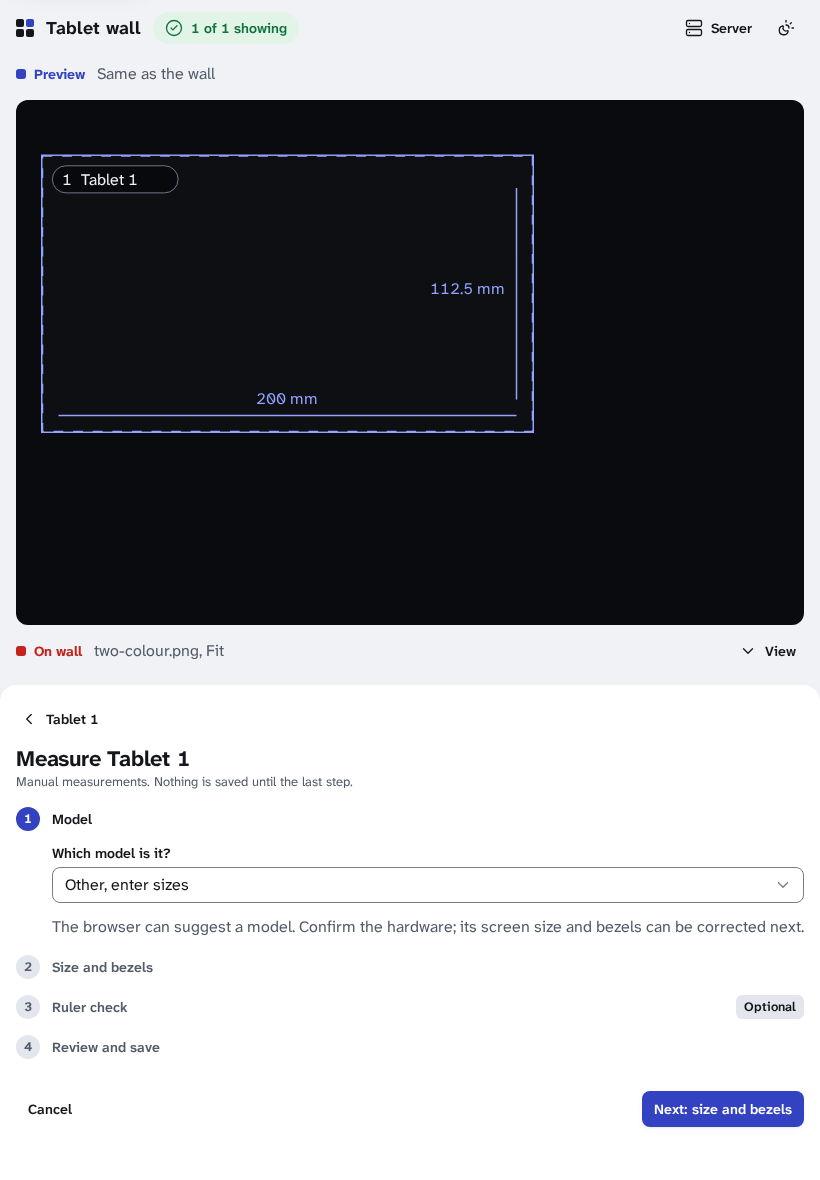 Tablet wall
1 of 1 showing
Server
Preview Same as the wall
1 Tablet 1
112.5 mm
200 mm
On wall two-colour.png, Fit
View
Tablet 1
Measure Tablet 1
Manual measurements. Nothing is saved until the last step.
1 Model
Which model is it?
Other, enter sizes
The browser can suggest a model. Confirm the hardware; its screen size and bezels can be corrected next.
2 Size and bezels
3 Ruler check
Optional
4 Review and save
Cancel
Next: size and bezels